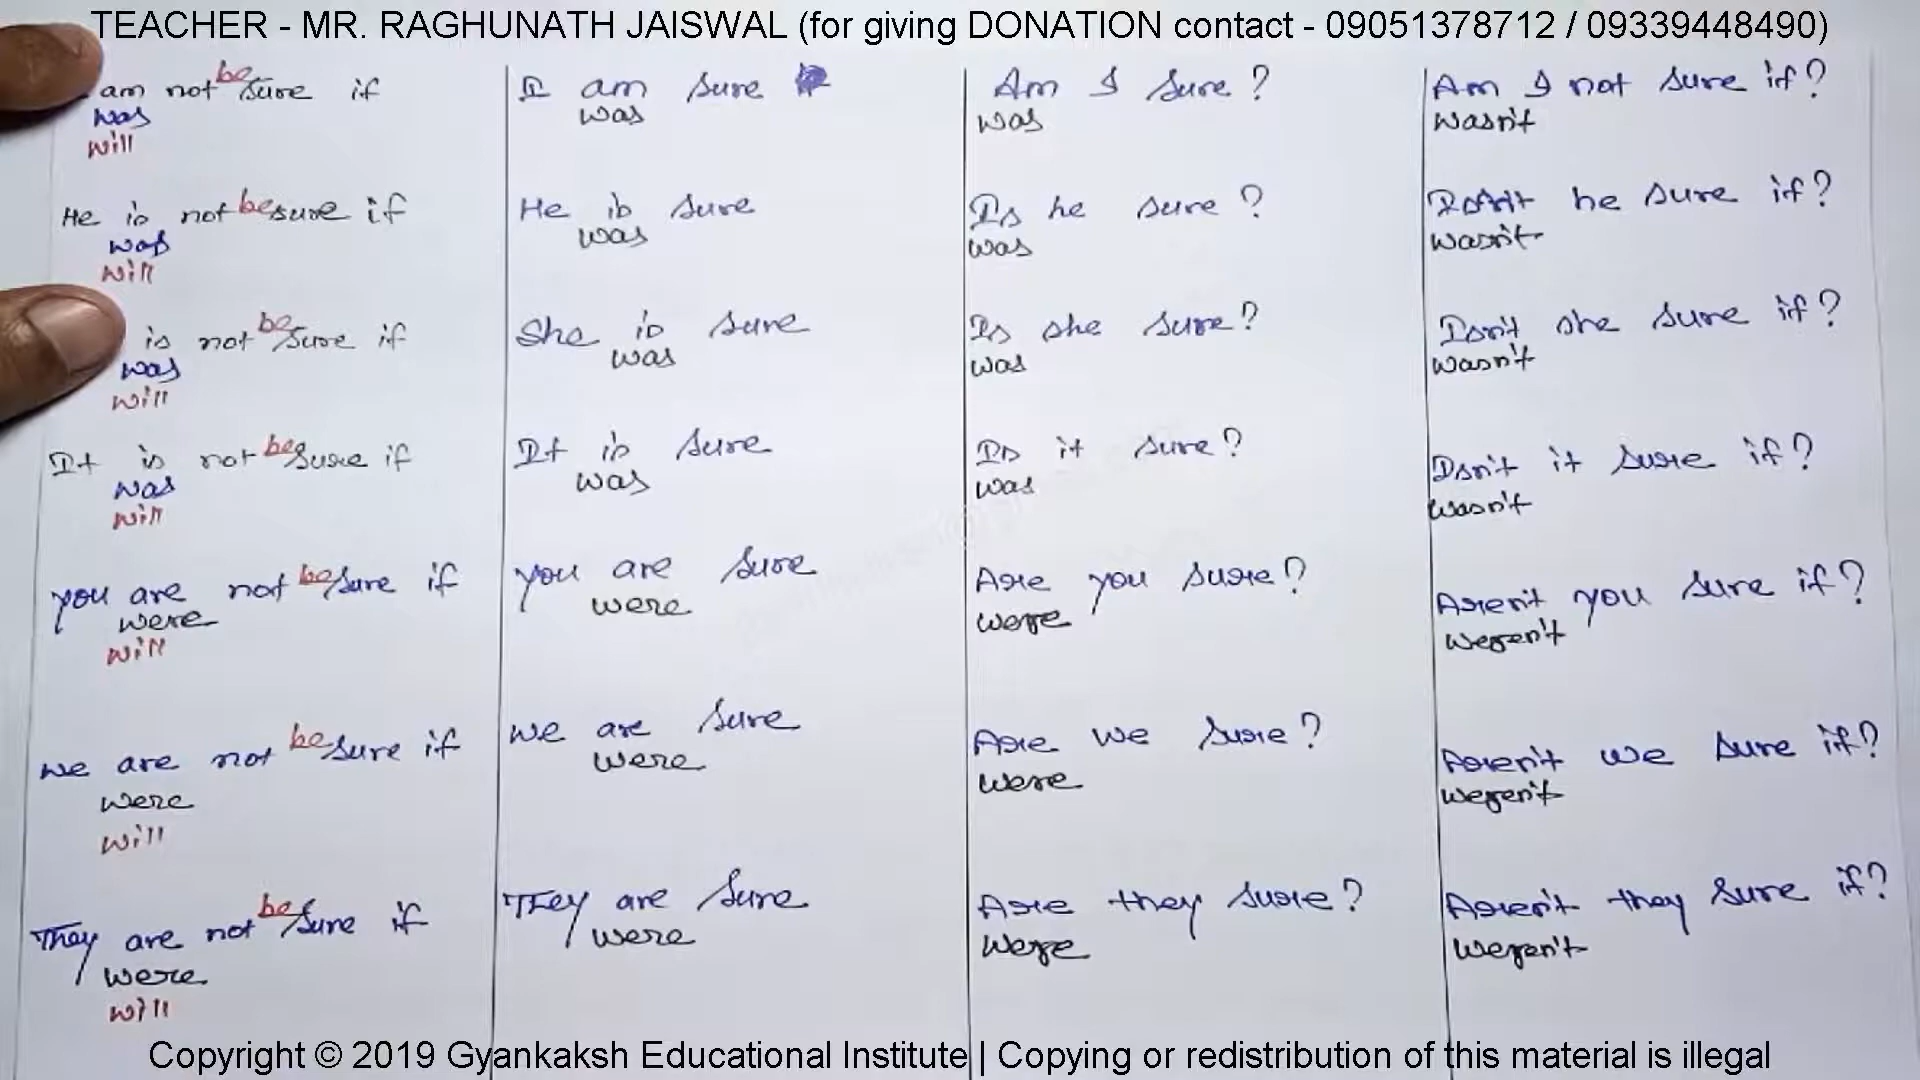 TEACHER - MR. RAGHUNATH JAISWAL (for giving DONATION contact - 09051378712 / 09339448490)
am not be sure if
was
will
I am sure
was
Am I sure?
was
Am I not sure if?
wasn't
He is not be sure if
was
will
He is sure
was
Is he sure?
was
Isn't he sure if?
wasn't
is not be sure if
was
will
She is sure
was
Is she sure?
was
Isn't she sure if?
wasn't
It is not be sure if
was
will
It is sure
was
Is it sure?
was
Isn't it sure if?
wasn't
you are not be sure if
were
will
you are sure
were
Are you sure?
were
Aren't you sure if?
weren't
we are not be sure if
were
will
we are sure
were
Are we sure?
were
Aren't we sure if?
weren't
They are not be sure if
were
will
They are sure
were
Are they sure?
were
Aren't they sure if?
weren't
Copyright © 2019 Gyankaksh Educational Institute | Copying or redistribution of this material is illegal